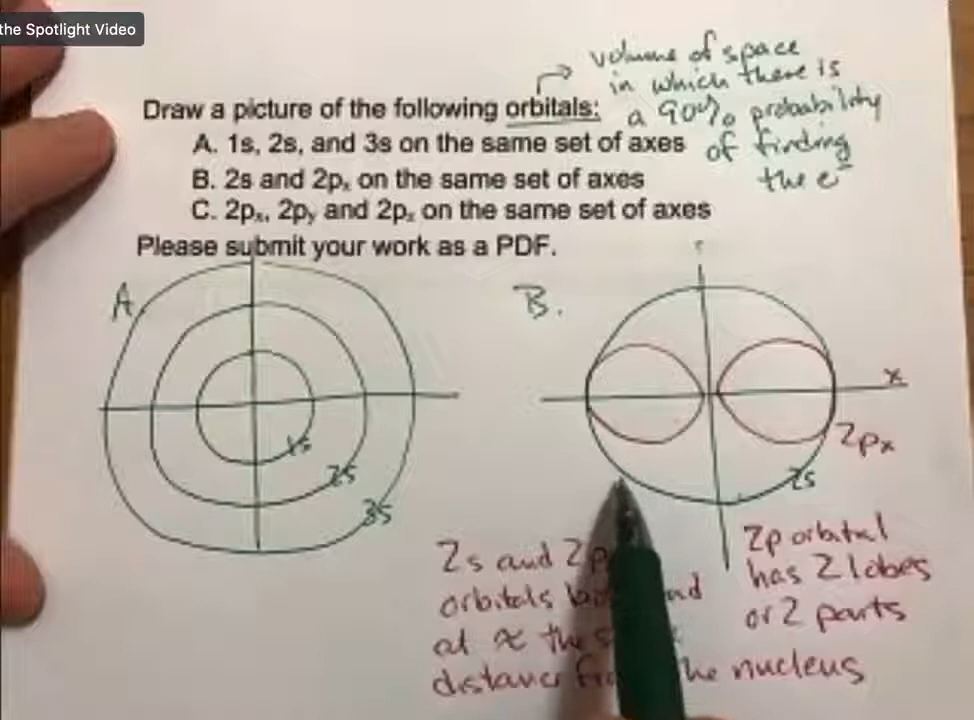 the Spotlight Video
volume of space
in which there is
a 90% probability
of finding
the e-
Draw a picture of the following orbitals:
A. 1s, 2s, and 3s on the same set of axes
B. 2s and 2pₓ on the same set of axes
C. 2pₓ, 2pᵧ and 2p₂ on the same set of axes
Please submit your work as a PDF.
A
1s
2s
3s
B.
x
2px
2s
2p orbital
has 2 lobes
or 2 parts
2s and 2p
orbitals
at ≈ the
distance the nucleus